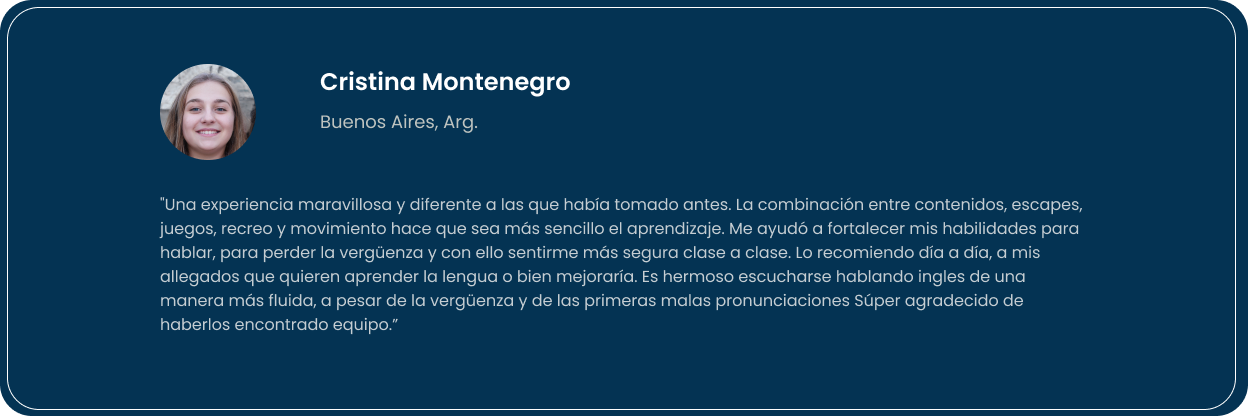 Cristina Montenegro
Buenos Aires, Arg.
"Una experiencia maravillosa y diferente a las que había tomado antes. La combinación entre contenidos, escapes,
juegos, recreo y movimiento hace que sea más sencillo el aprendizaje. Me ayudó a fortalecer mis habilidades para
hablar, para perder la vergüenza y con ello sentirme más segura clase a clase. Lo recomiendo día a día, a mis
allegados que quieren aprender la lengua o bien mejoraría. Es hermoso escucharse hablando ingles de una
manera más fluida, a pesar de la vergüenza y de las primeras malas pronunciaciones Súper agradecido de
haberlos encontrado equipo.”